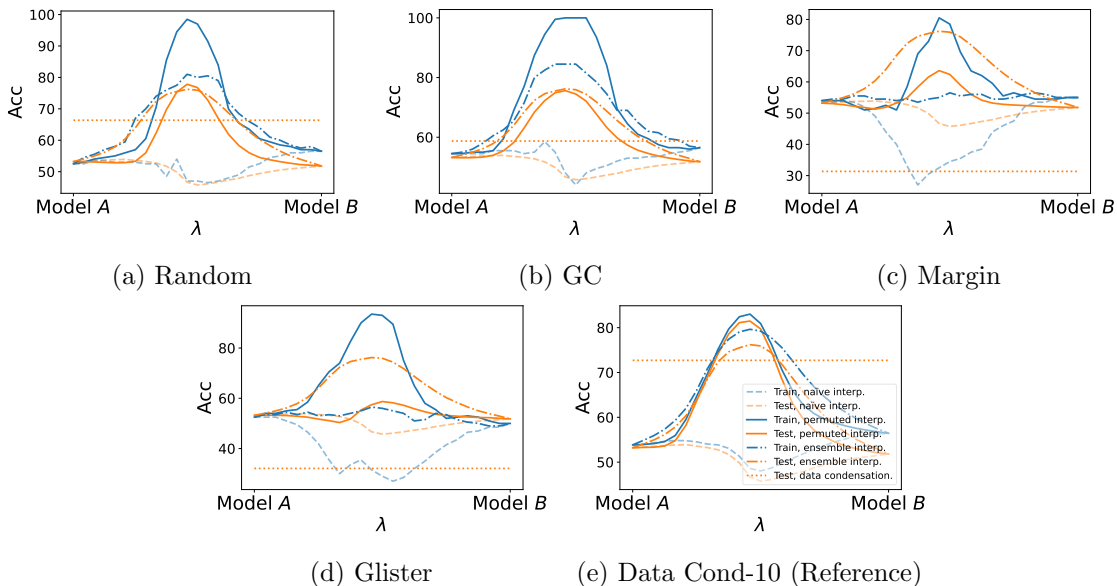 100
90
80
70
60
50
Acc
Model A
Model B
λ
(a) Random
100
80
60
Acc
Model A
Model B
λ
(b) GC
80
70
60
50
40
30
Acc
Model A
Model B
λ
(c) Margin
80
60
40
Acc
Model A
Model B
λ
(d) Glister
80
70
60
50
Acc
Train, naïve interp.
Test, naïve interp.
Train, permuted interp.
Test, permuted interp.
Train, ensemble interp.
Test, ensemble interp.
Test, data condensation.
Model A
Model B
λ
(e) Data Cond-10 (Reference)